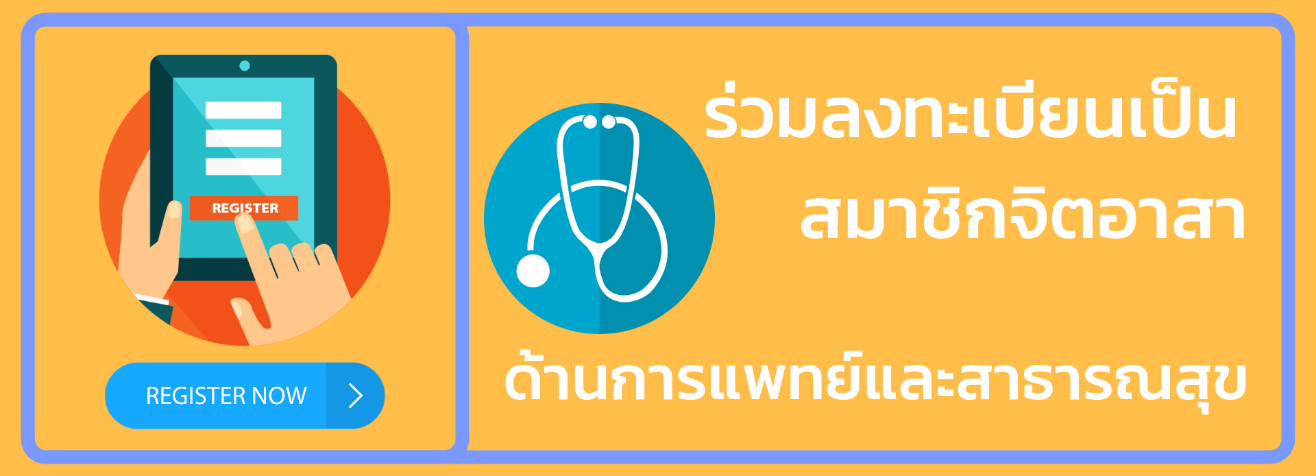 REGISTER
REGISTER NOW
ร่วมลงทะเบียนเป็น
สมาชิกจิตอาสา
ด้านการแพทย์และสาธารณสุข